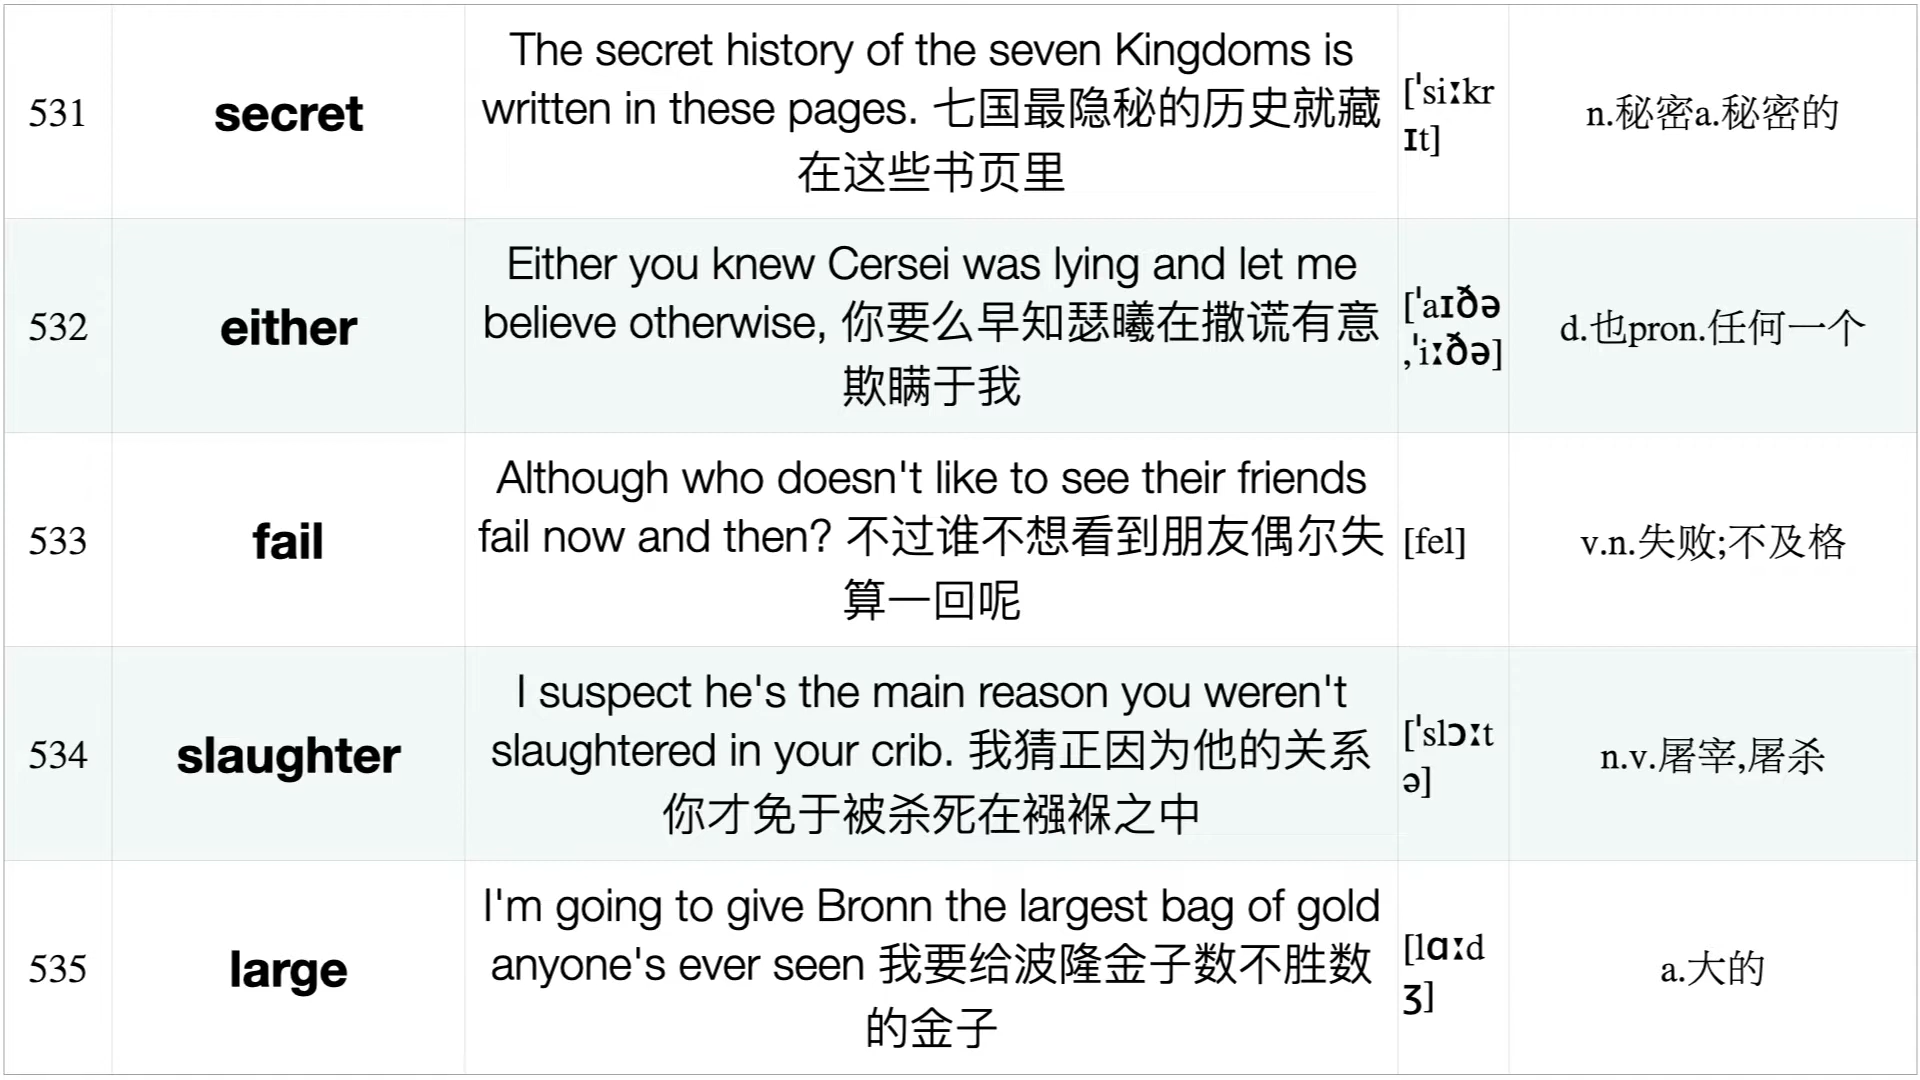 531
secret
The secret history of the seven Kingdoms is
written in these pages. 七国最隐秘的历史就藏
在这些书页里
[ˈsiːkr
ɪt]
n.秘密a.秘密的
532
either
Either you knew Cersei was lying and let me
believe otherwise, 你要么早知瑟曦在撒谎有意
欺瞒于我
[ˈaɪðə
,ˈiːðə]
d.也pron.任何一个
533
fail
Although who doesn't like to see their friends
fail now and then? 不过谁不想看到朋友偶尔失
算一回呢
[fel]
v.n.失败;不及格
534
slaughter
I suspect he's the main reason you weren't
slaughtered in your crib. 我猜正因为他的关系
你才免于被杀死在襁褓之中
[ˈslɔːt
ə]
n.v.屠宰,屠杀
535
large
I'm going to give Bronn the largest bag of gold
anyone's ever seen 我要给波隆金子数不胜数
的金子
[lɑːd
ʒ]
a.大的